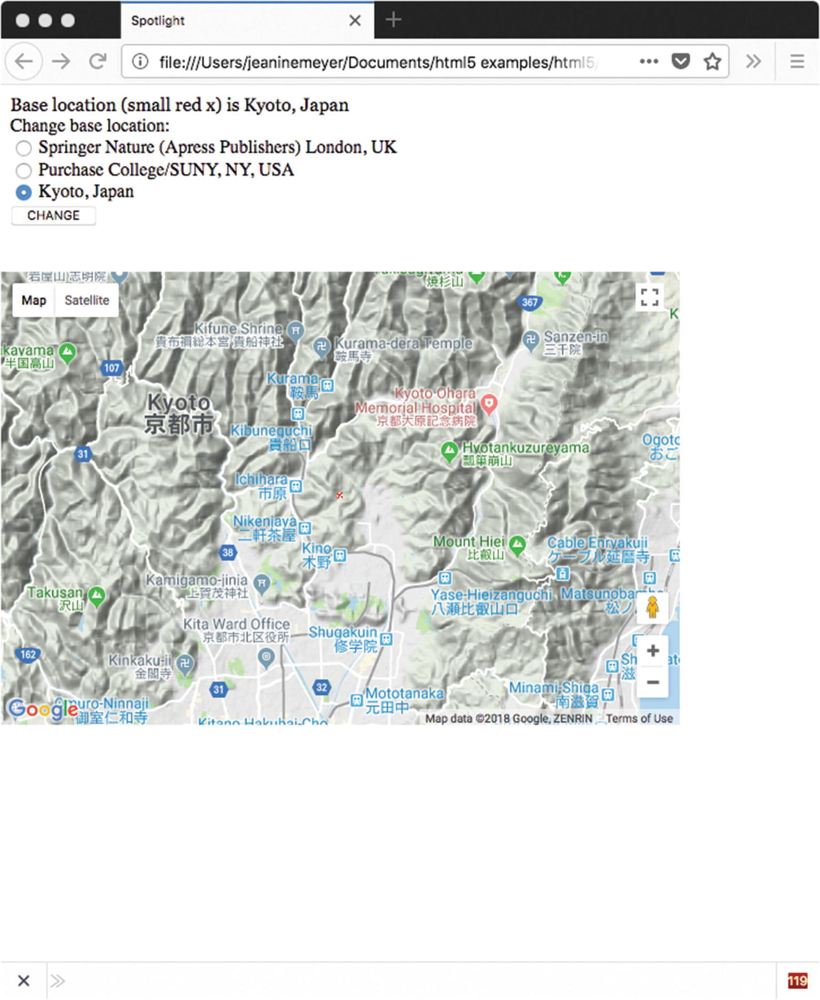 Spotlight
file:///Users/jeaninemeyer/Documents/html5 examples/html5/
Base location (small red x) is Kyoto, Japan
Change base location:
Springer Nature (Apress Publishers) London, UK
Purchase College/SUNY, NY, USA
Kyoto, Japan
CHANGE
岩屋山 志明院
焼杉山
Map Satellite
367
K
Kifune Shrine
貴布禰総本宮 貴船神社
Kurama-dera Temple
鞍馬寺
Sanzen-in
三千院
kayama
半国高山
107
Kurama
鞍馬
Kyoto
京都市
Kyoto Ohara
Memorial Hospital
京都大原記念病院
Kibuneguchi
貴船口
31
Hyotankuzureyama
瓢箪崩山
Ogoto
おご
Ichihara
市原
Nikenjaya
二軒茶屋
38
Kino
木野
Mount Hiei
比叡山
Cable Enryakuji
ケーブル延暦寺
Kamigamo-jinja
上賀茂神社
Takusan
沢山
Yase-Hieizanguchi
八瀬比叡山口
松ノ
Kita Ward Office
京都市北区役所
Shugakuin
修学院
162
Kinkaku-ji
金閣寺
Sh
滋
31
32
Minami-Shiga
南滋賀
Mototanaka
元田中
Google
uro-Ninnaji
御室仁和寺
Kitano Hakubai-Cho
Map data ©2018 Google, ZENRIN Terms of Use
119